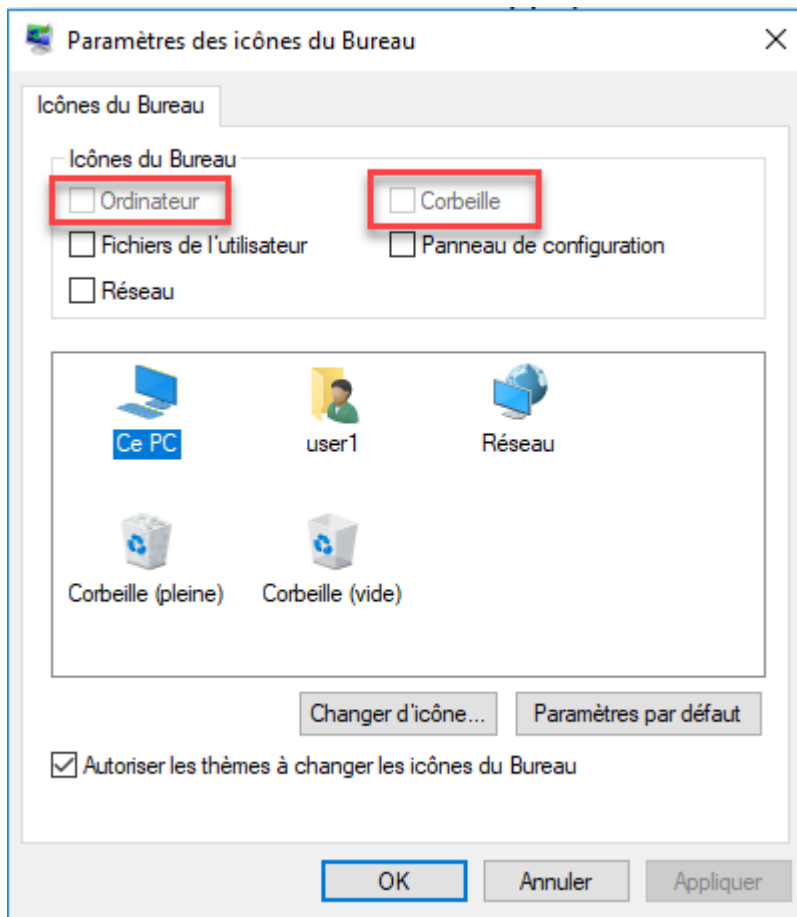 Paramètres des icônes du Bureau
Icônes du Bureau
Icônes du Bureau
Ordinateur
Corbeille
Fichiers de l'utilisateur
Panneau de configuration
Réseau
Ce PC
user1
Réseau
Corbeille (pleine)
Corbeille (vide)
Changer d'icône...
Paramètres par défaut
Autoriser les thèmes à changer les icônes du Bureau
OK
Annuler
Appliquer